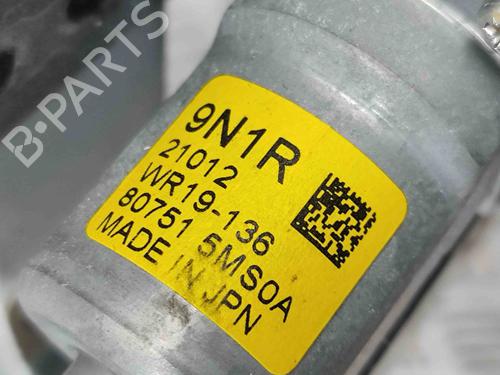 B-PARTS
9N1R
21012
WR19-136
80751 5MS0A
MADE IN JPN